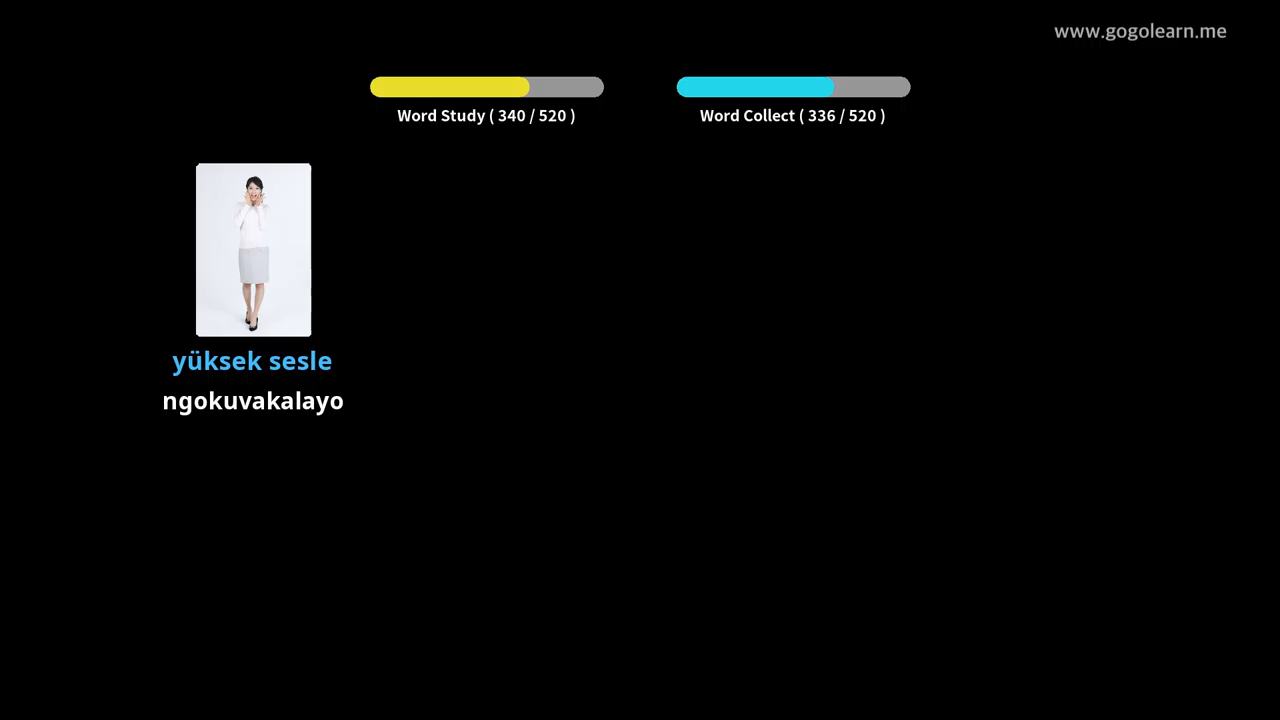 www.gogolearn.me
Word Study ( 340 / 520 )
Word Collect ( 336 / 520 )
yüksek sesle
ngokuvakalayo